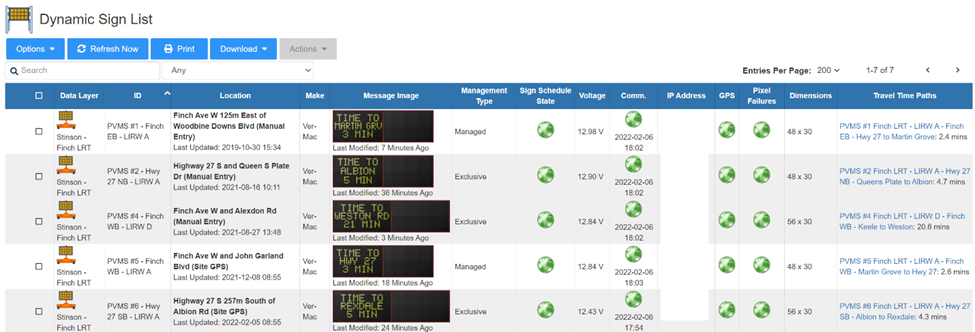 Dynamic Sign List
Options Refresh Now Print Download Actions
Search Any Entries Per Page: 200 1-7 of 7
Data Layer ID Location Make Message Image Management Type Sign Schedule State Voltage Comm. IP Address GPS Pixel Failures Dimensions Travel Time Paths
Stinson - Finch LRT
PVMS #1 - Finch EB - LIRW A
Finch Ave W 125m East of Woodbine Downs Blvd (Manual Entry)
Last Updated: 2019-10-30 15:34
Ver-Mac
TIME TO
MARTIN GRV
3 MIN
Last Modified: 7 Minutes Ago
Managed
12.98 V
2022-02-06 18:02
48 x 30
PVMS #1 Finch LRT - LIRW A - Finch EB - Hwy 27 to Martin Grove: 2.4 mins
Stinson - Finch LRT
PVMS #2 - Hwy 27 NB - LIRW A
Highway 27 S and Queen S Plate Dr (Manual Entry)
Last Updated: 2021-08-16 10:11
Ver-Mac
TIME TO
ALBION
5 MIN
Last Modified: 36 Minutes Ago
Exclusive
12.90 V
2022-02-06 18:02
48 x 30
PVMS #2 Finch LRT - LIRW A - Hwy 27 NB - Queens Plate to Albion: 4.7 mins
Stinson - Finch LRT
PVMS #4 - Finch WB - LIRW D
Finch Ave W and Alexdon Rd (Manual Entry)
Last Updated: 2021-08-27 13:48
Ver-Mac
TIME TO
WESTON RD
21 MIN
Last Modified: 3 Minutes Ago
Exclusive
12.84 V
2022-02-06 18:02
56 x 30
PVMS #4 Finch LRT - LIRW D - Finch WB - Keele to Weston: 20.6 mins
Stinson - Finch LRT
PVMS #5 - Finch WB - LIRW A
Finch Ave W and John Garland Blvd (Site GPS)
Last Updated: 2021-12-08 08:55
Ver-Mac
TIME TO
HWY 27
3 MIN
Last Modified: 18 Minutes Ago
Managed
12.84 V
2022-02-06 18:03
48 x 30
PVMS #5 Finch LRT - LIRW A - Finch WB - Martin Grove to Hwy 27: 2.6 mins
Stinson - Finch LRT
PVMS #6 - Hwy 27 SB - LIRW A
Highway 27 S 257m South of Albion Rd (Site GPS)
Last Updated: 2022-02-05 08:55
Ver-Mac
TIME TO
REXDALE
5 MIN
Last Modified: 24 Minutes Ago
Exclusive
12.43 V
2022-02-06 17:54
56 x 30
PVMS #6 Finch LRT - LIRW A - Hwy 27 SB - Albion to Rexdale: 4.3 mins